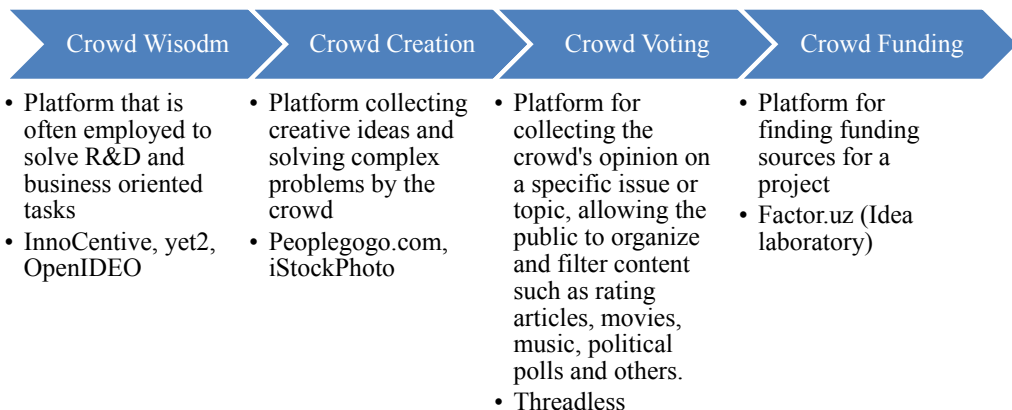 Crowd Wisodm
Crowd Creation
Crowd Voting
Crowd Funding
• Platform that is
often employed to
solve R&D and
business oriented
tasks
• InnoCentive, yet2,
OpenIDEO
• Platform collecting
creative ideas and
solving complex
problems by the
crowd
• Peoplegogo.com,
iStockPhoto
• Platform for
collecting the
crowd's opinion on
a specific issue or
topic, allowing the
public to organize
and filter content
such as rating
articles, movies,
music, political
polls and others.
• Threadless
• Platform for
finding funding
sources for a
project
• Factor.uz (Idea
laboratory)